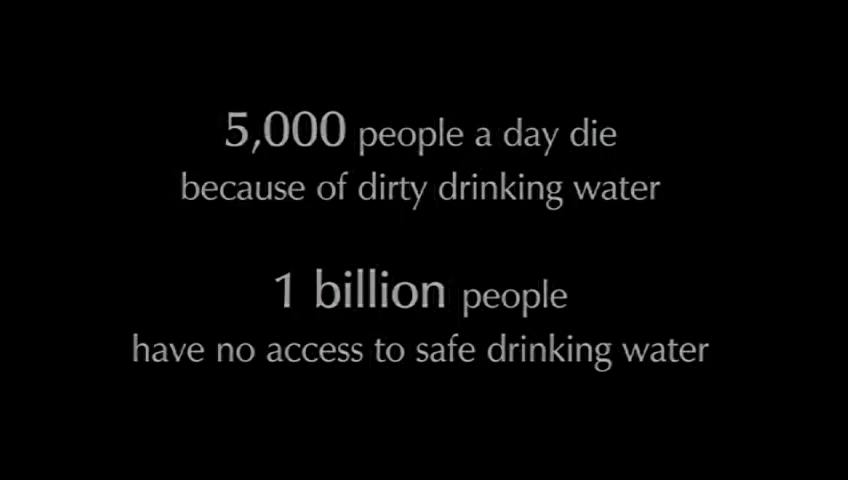 5,000 people a day die
because of dirty drinking water
1 billion people
have no access to safe drinking water